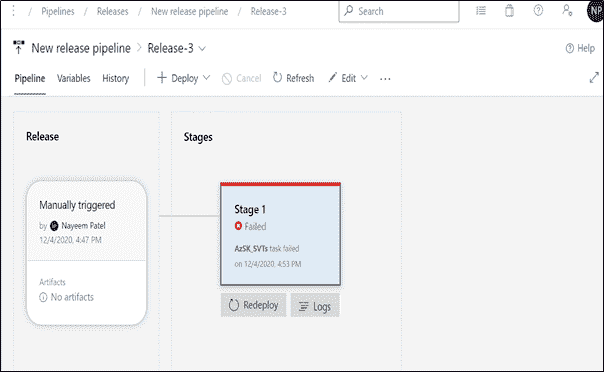 Pipelines / Releases / New release pipeline / Release-3
Search
NP
New release pipeline > Release-3
Help
Pipeline Variables History + Deploy Cancel Refresh Edit ...
Release
Stages
Manually triggered
by NP Nayeem Patel
12/4/2020, 4:47 PM
Artifacts
No artifacts
Stage 1
Failed
AzSK_SVTs task failed
on 12/4/2020, 4:53 PM
Redeploy
Logs